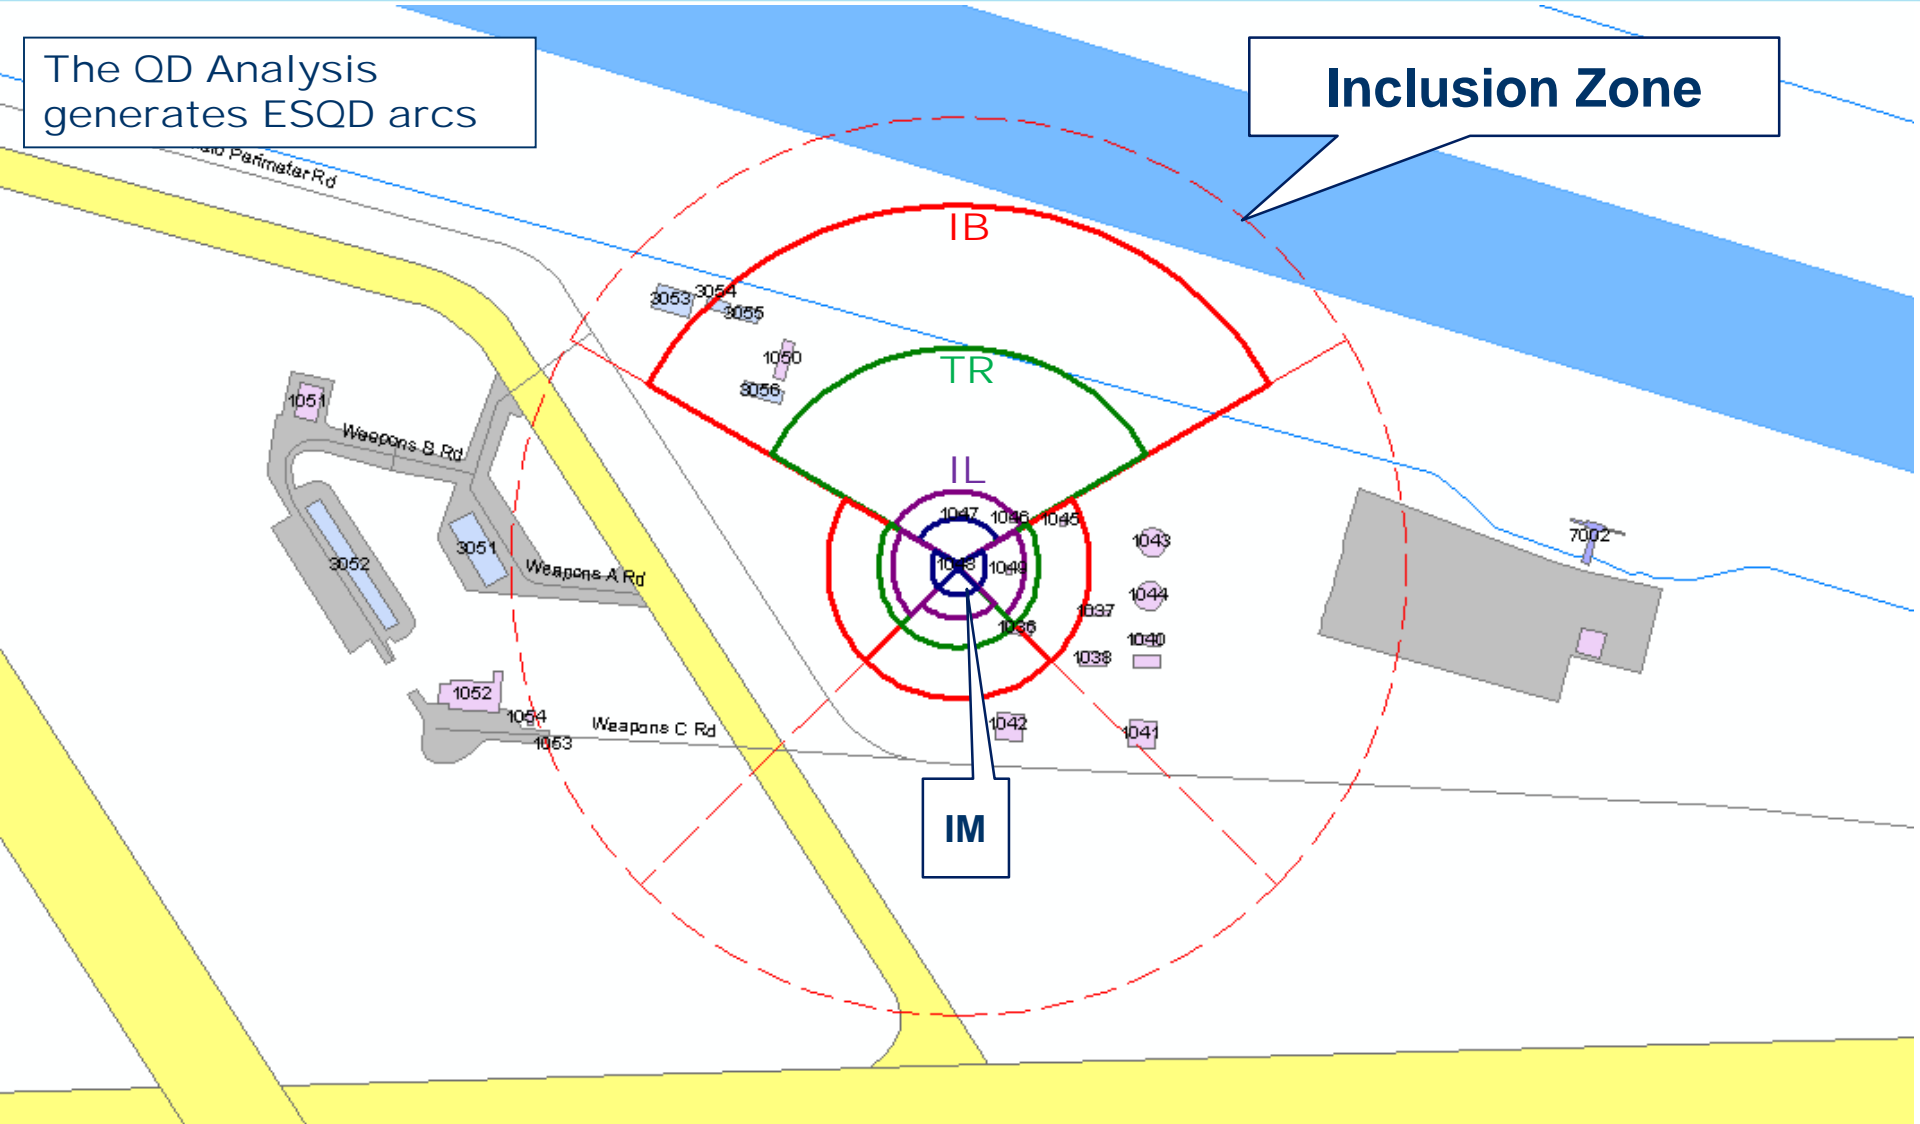 The QD Analysis
generates ESQD arcs
Inclusion Zone
Perimeter Rd
IB
3053
3054
3055
1050
3056
TR
1051
Weapons B Rd
IL
1047
1046
1045
1043
7002
3051
3052
Weapons A Rd
1048
1049
1044
1037
1036
1040
1038
1052
1054
1053
Weapons C Rd
1042
1041
IM